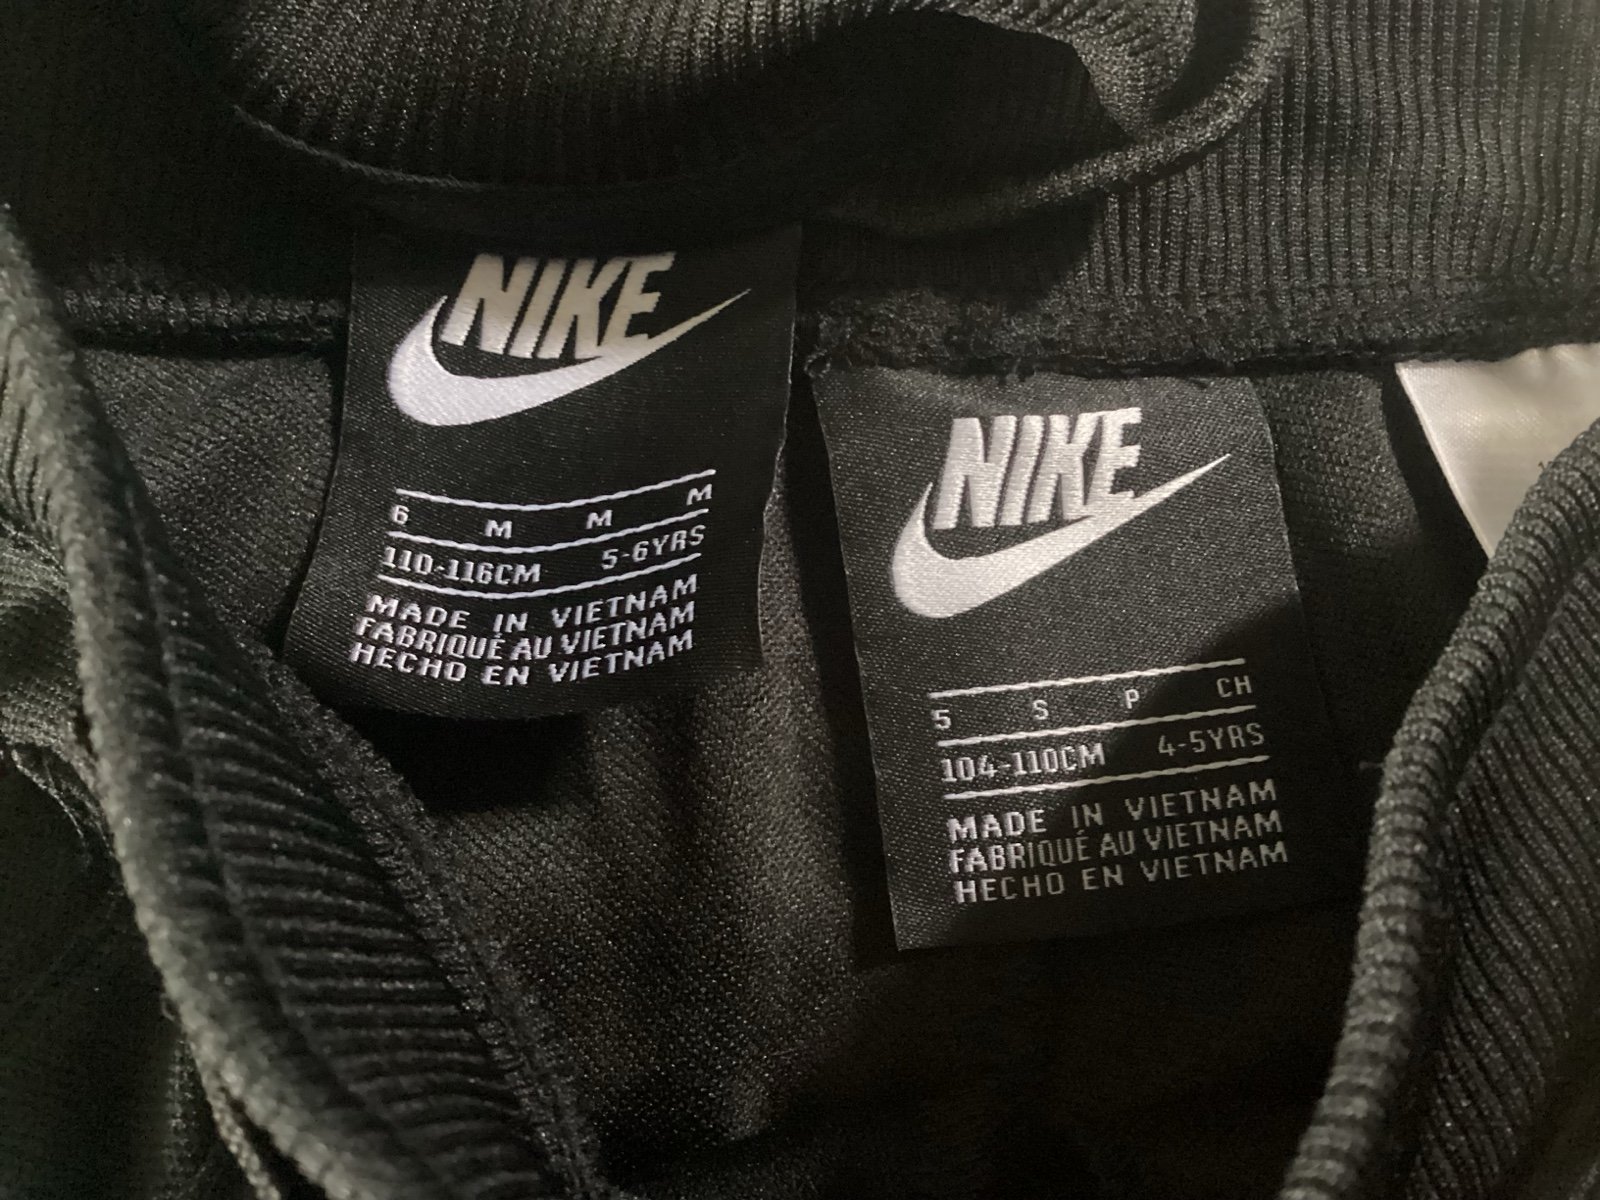 NIKE
6 M M M
110-116CM 5-6YRS
MADE IN VIETNAM
FABRIQUÉ AU VIETNAM
HECHO EN VIETNAM
NIKE
5 S P CH
104-110CM 4-5YRS
MADE IN VIETNAM
FABRIQUÉ AU VIETNAM
HECHO EN VIETNAM